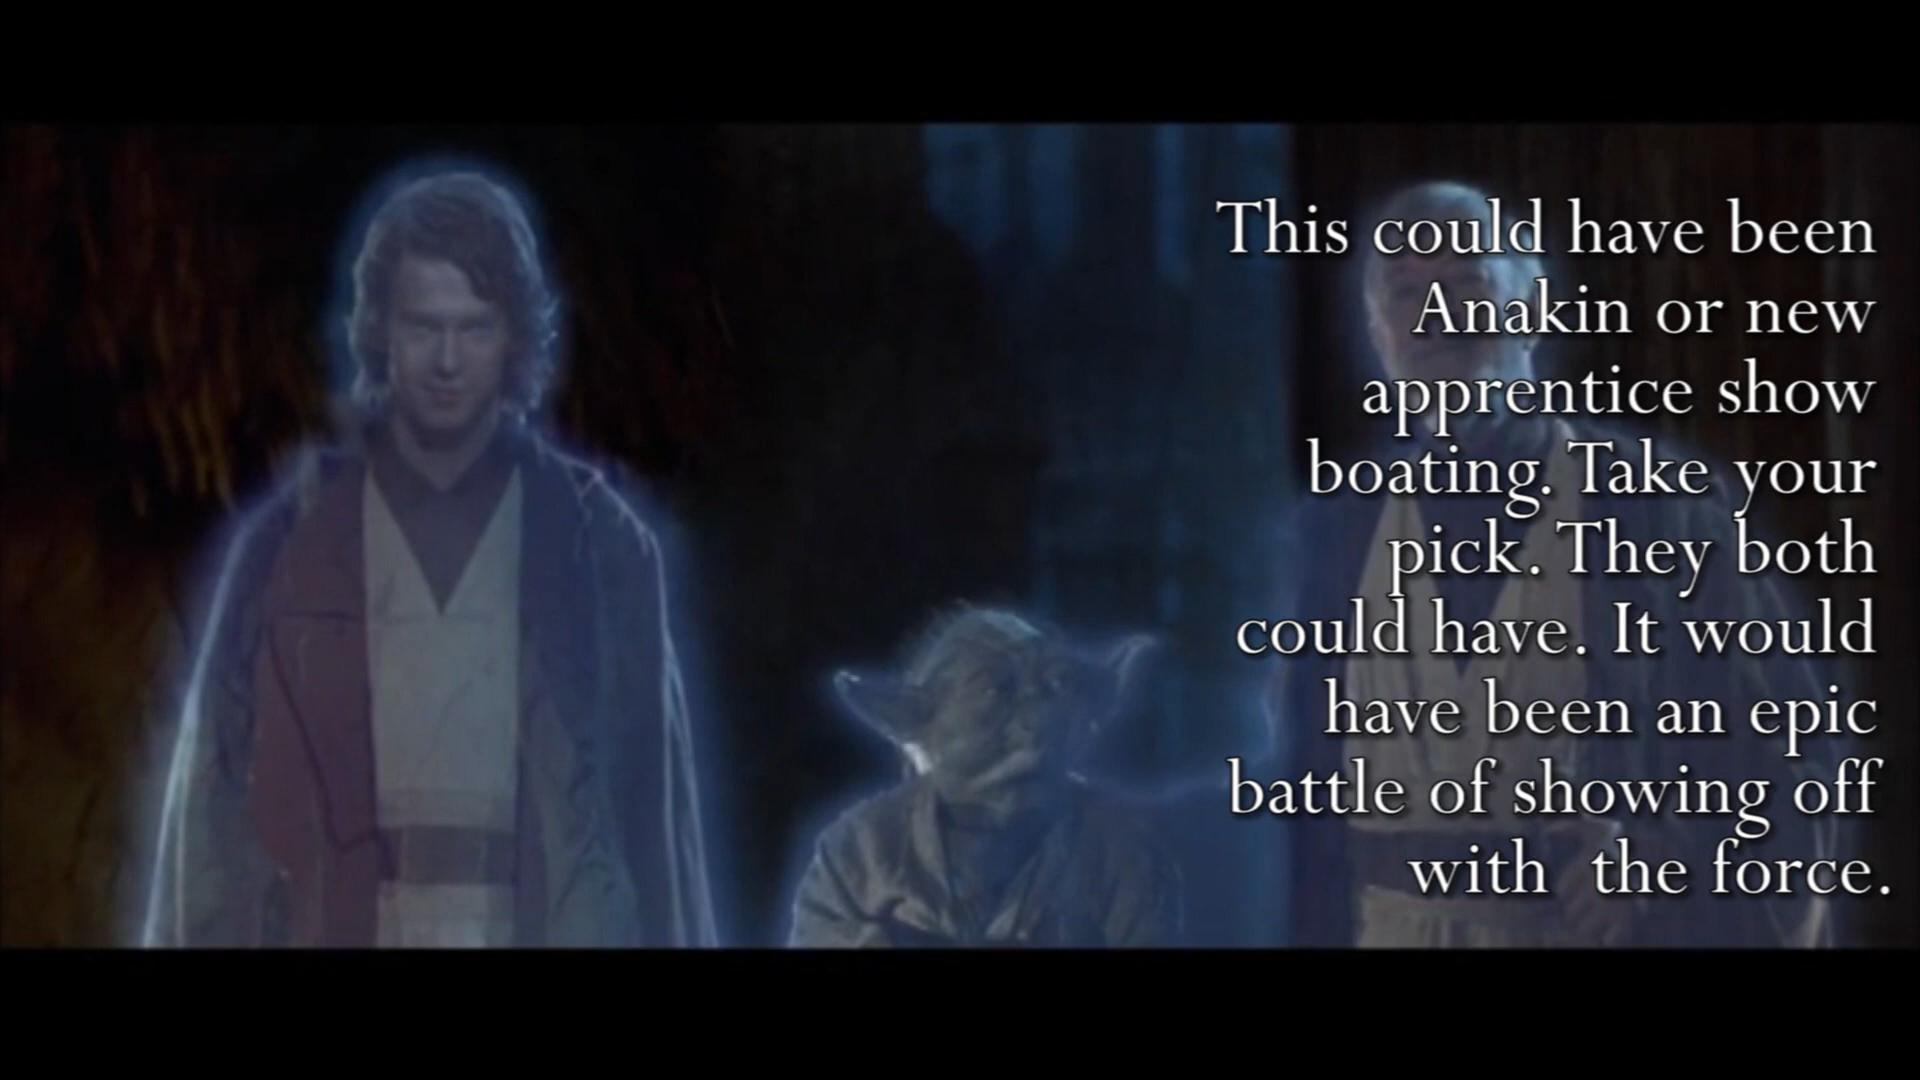 This could have been
Anakin or new
apprentice show
boating. Take your
pick. They both
could have. It would
have been an epic
battle of showing off
with  the force.